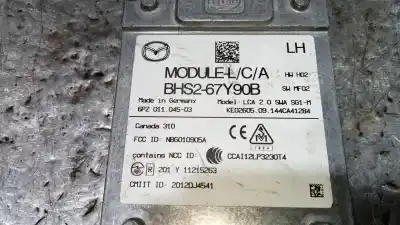 LH
MODULE-L/C/A
HW H02
BHS2-67Y90B
SW MF02
Made in Germany
Model: LCA 2.0 SWA SG1-M
6PZ 011.045-03
KE02605.09.144CA41284
Canada 310
FCC ID: NBG010905A
contains NCC ID:
CCAI12LP3230T4
201 Y 11215263
CMIIT ID: 2012DJ4541